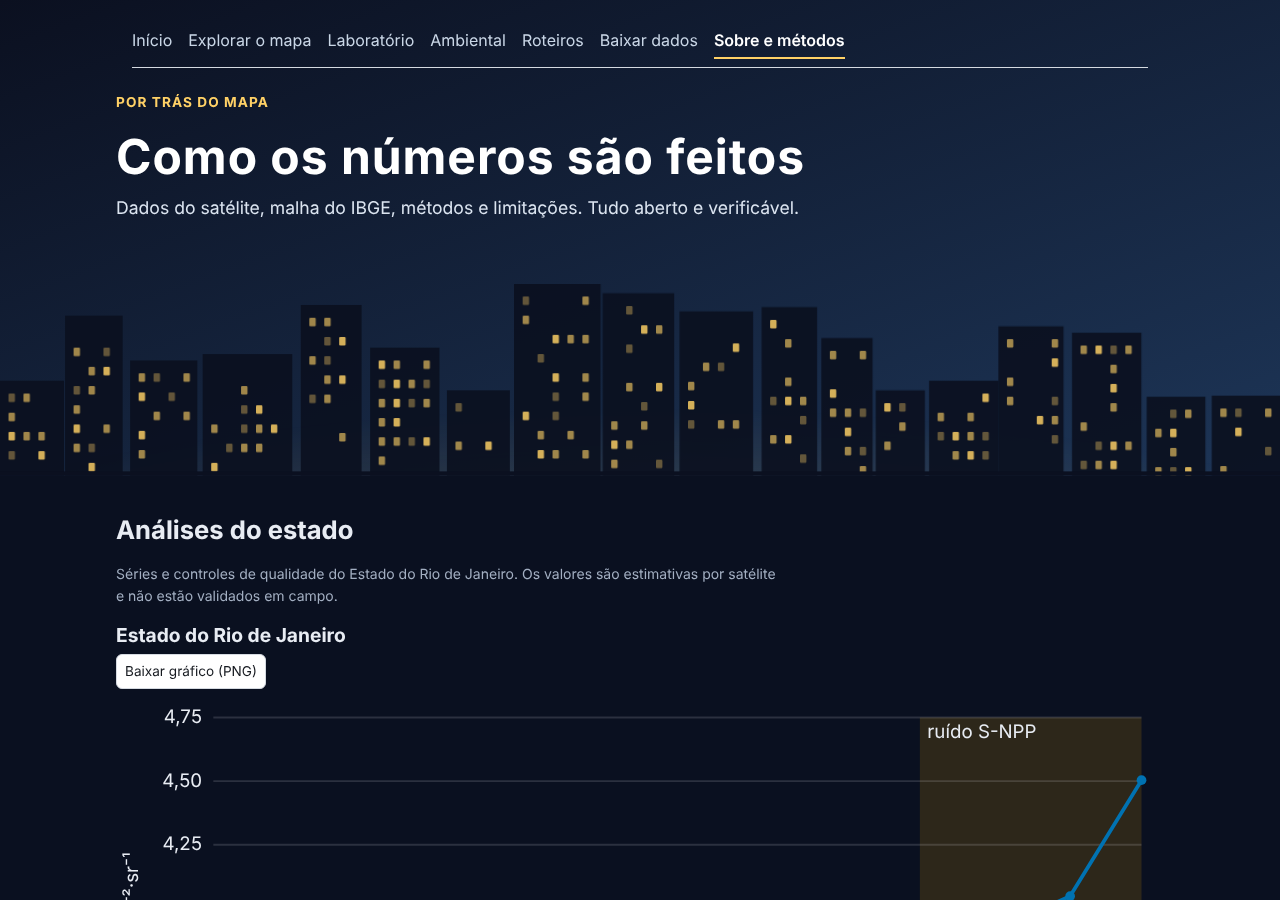 Início Explorar o mapa Laboratório Ambiental Roteiros Baixar dados Sobre e métodos
POR TRÁS DO MAPA
Como os números são feitos
Dados do satélite, malha do IBGE, métodos e limitações. Tudo aberto e verificável.
Análises do estado
Séries e controles de qualidade do Estado do Rio de Janeiro. Os valores são estimativas por satélite
e não estão validados em campo.
Estado do Rio de Janeiro
Baixar gráfico (PNG)
4,75
ruído S-NPP
4,50
4,25
⁻²·sr⁻¹